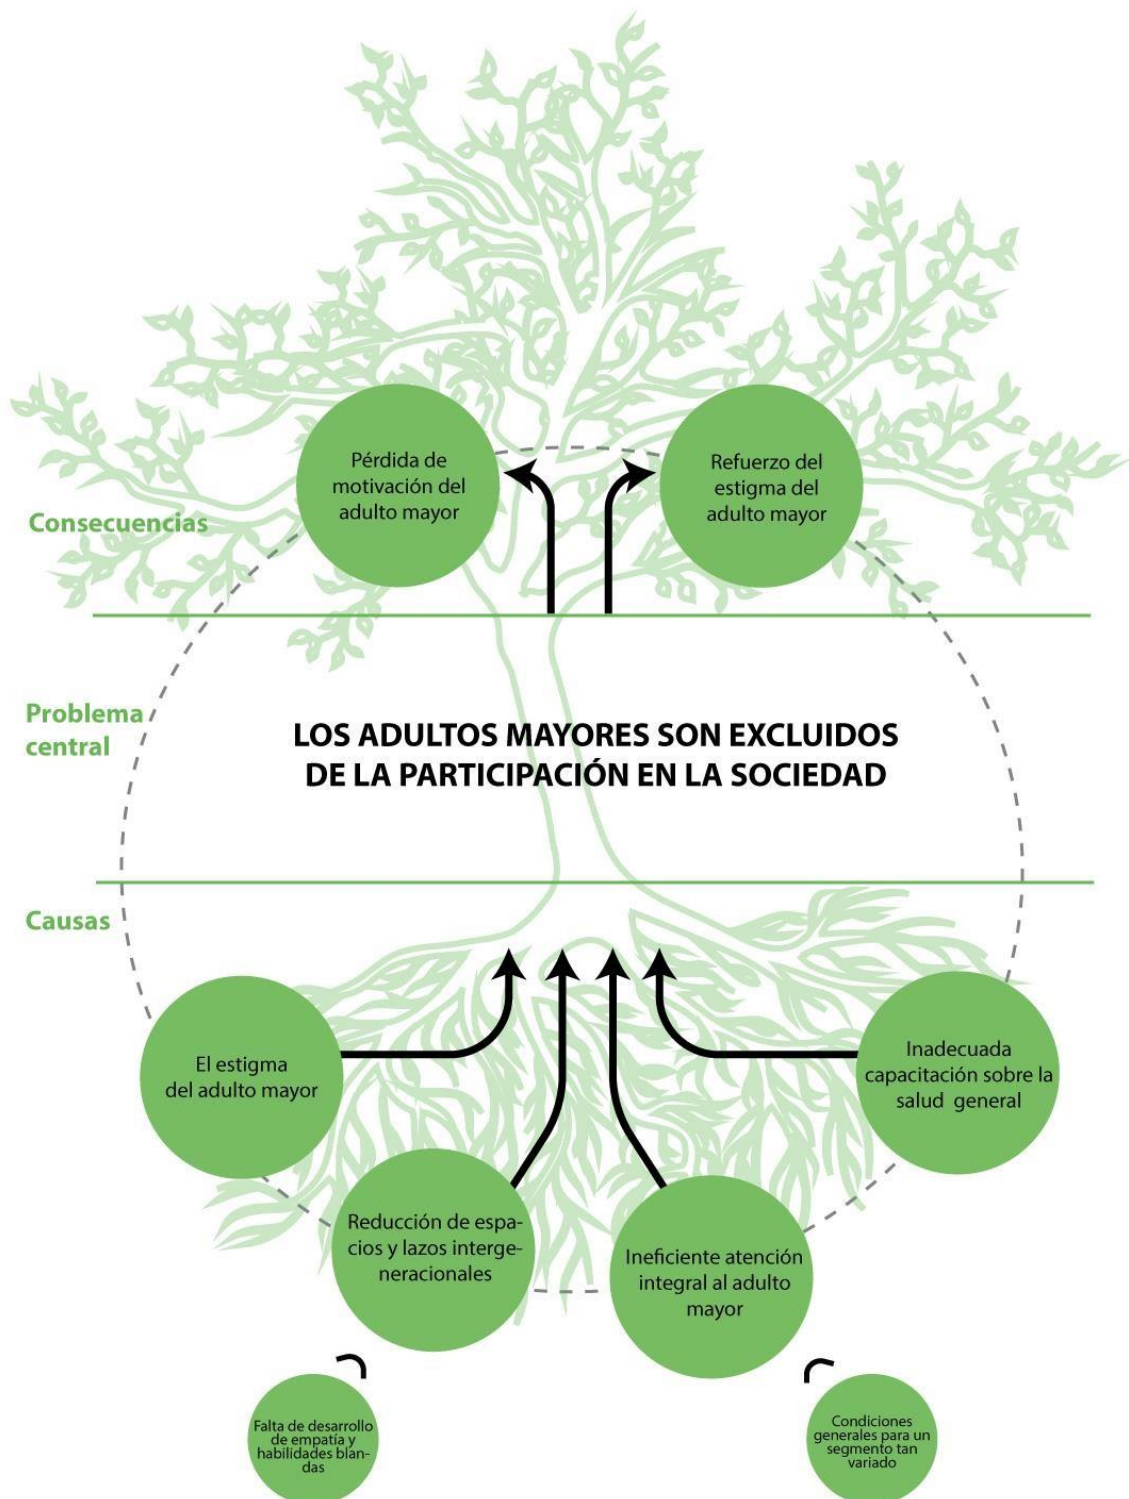 Pérdida de
motivación del
adulto mayor
Refuerzo del
estigma del
adulto mayor
Consecuencias
Problema
central
LOS ADULTOS MAYORES SON EXCLUIDOS
DE LA PARTICIPACIÓN EN LA SOCIEDAD
Causas
El estigma
del adulto mayor
Inadecuada
capacitación sobre la
salud general
Reducción de espa-
cios y lazos interge-
neracionales
Ineficiente atención
integral al adulto
mayor
Falta de desarrollo
de empatía y
habilidades blan-
das
Condiciones
generales para un
segmento tan
variado